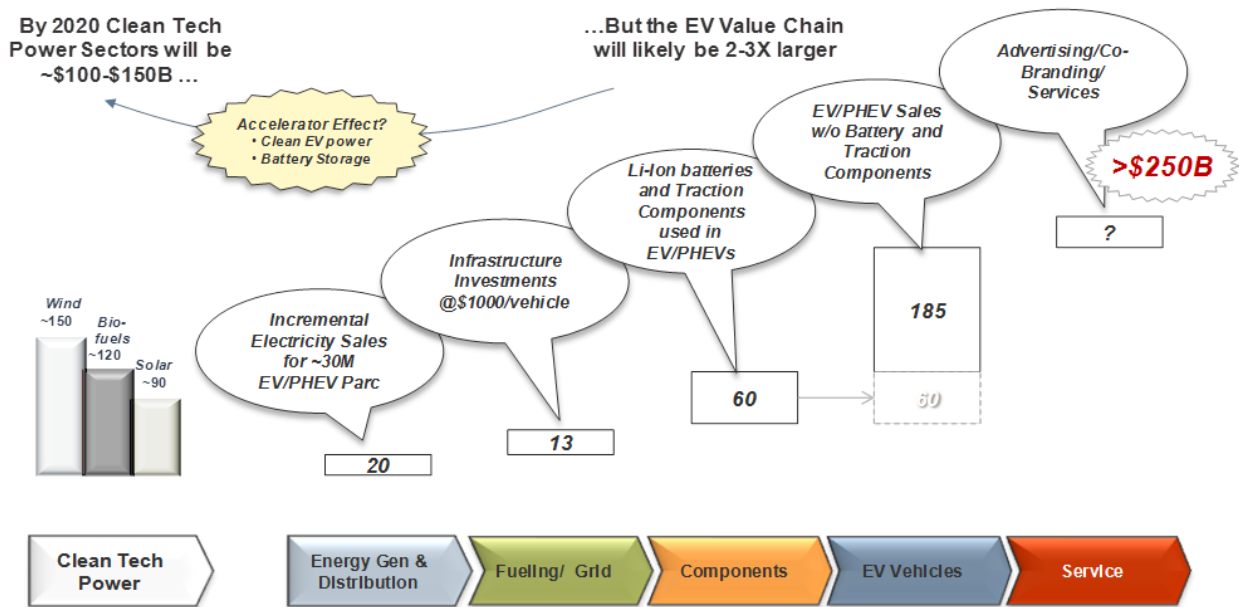 By 2020 Clean Tech
Power Sectors will be
~$100-$150B ...
...But the EV Value Chain
will likely be 2-3X larger
Accelerator Effect?
• Clean EV power
• Battery Storage
Advertising/Co-
Branding/
Services
>$250B
?
EV/PHEV Sales
w/o Battery and
Traction
Components
185
60
Li-Ion batteries
and Traction
Components
used in
EV/PHEVs
60
Infrastructure
Investments
@$1000/vehicle
13
Incremental
Electricity Sales
for ~30M
EV/PHEV Parc
20
Wind
~150
Bio-
fuels
~120
Solar
~90
Clean Tech
Power
Energy Gen &
Distribution
Fueling/ Grid
Components
EV Vehicles
Service